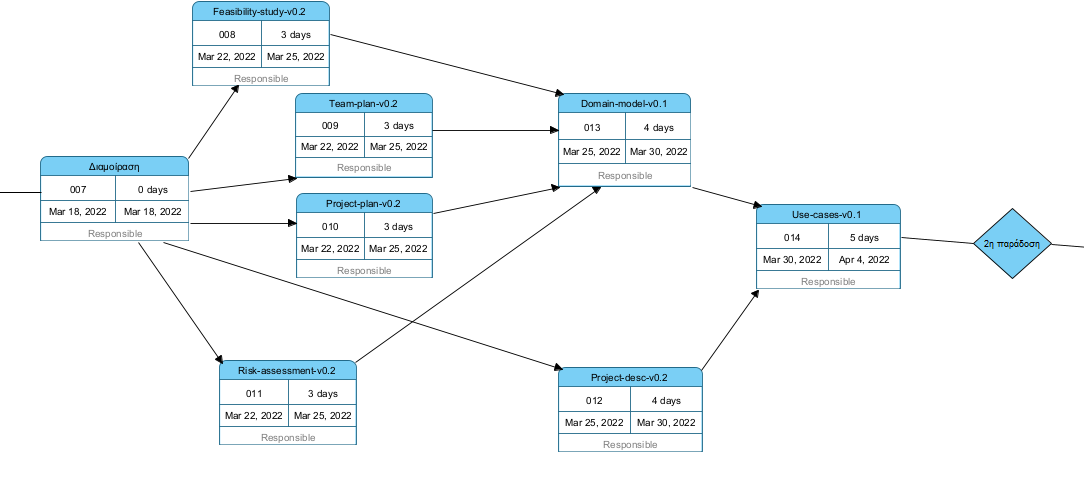 Feasibility-study-v0.2
008 3 days
Mar 22, 2022 Mar 25, 2022
Responsible
Team-plan-v0.2
009 3 days
Mar 22, 2022 Mar 25, 2022
Responsible
Domain-model-v0.1
013 4 days
Mar 25, 2022 Mar 30, 2022
Responsible
Διαμοίραση
007 0 days
Mar 18, 2022 Mar 18, 2022
Responsible
Project-plan-v0.2
010 3 days
Mar 22, 2022 Mar 25, 2022
Responsible
Use-cases-v0.1
014 5 days
Mar 30, 2022 Apr 4, 2022
Responsible
2η παράδοση
Risk-assessment-v0.2
011 3 days
Mar 22, 2022 Mar 25, 2022
Responsible
Project-desc-v0.2
012 4 days
Mar 25, 2022 Mar 30, 2022
Responsible